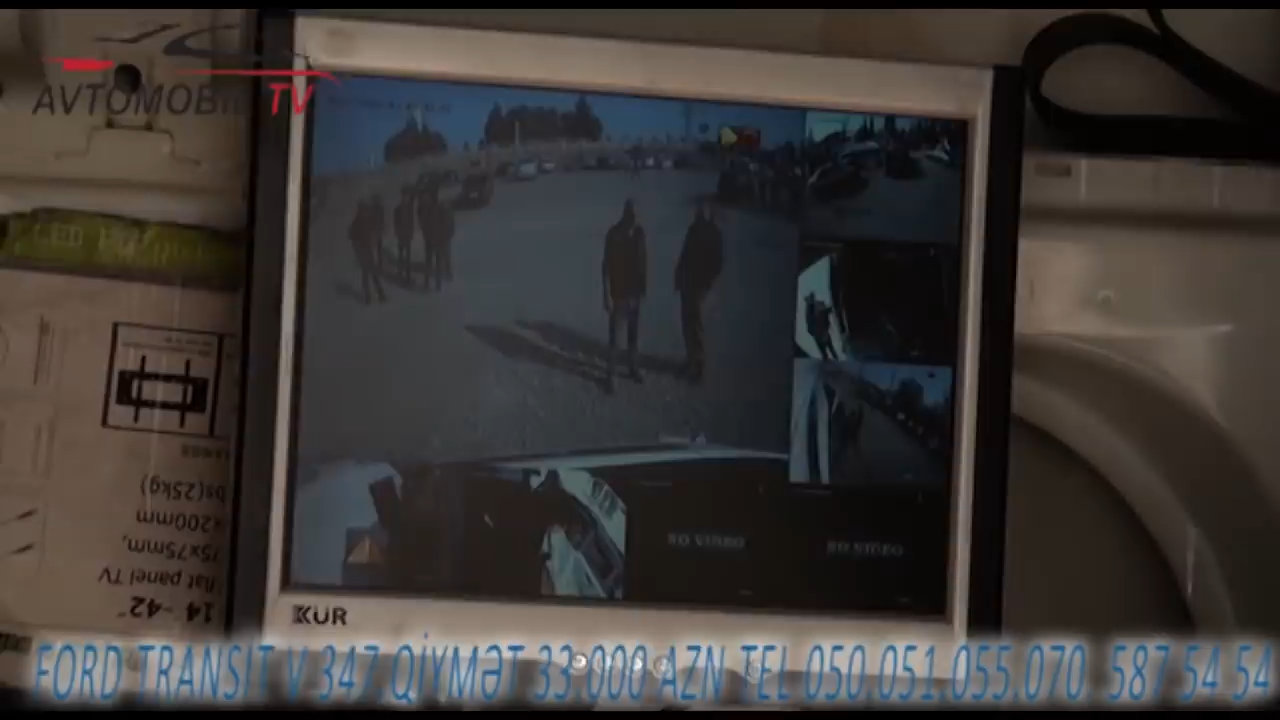 AVTOMOBIL TV
NO VIDEO
NO VIDEO
KUR
14"-42"
flat panel TV
75x75mm,
x200mm
bs(25kg)
FORD TRANSİT V 347 QİYMƏT 33.000 AZN TEL 050.051.055.070 587 54 54